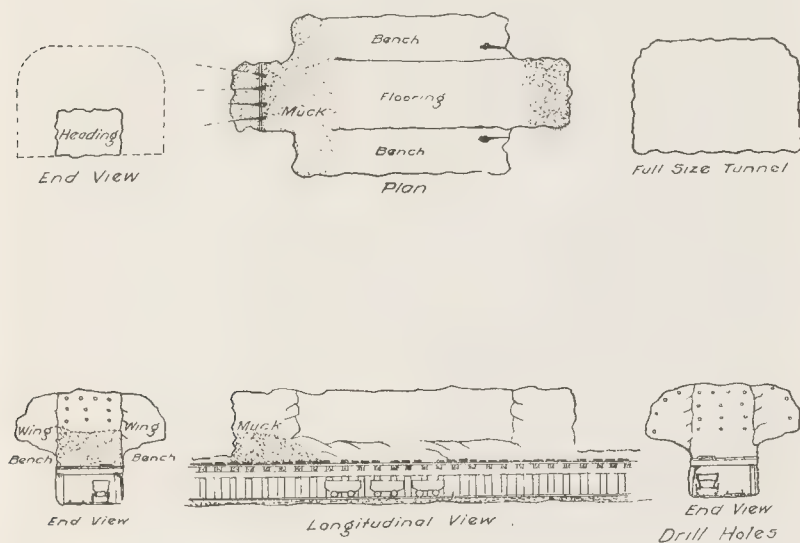 Bench
Heading
Muck
Flooring
Bench
End View
Plan
Full Size Tunnel
Wing
Wing
Muck
Bench
Bench
End View
Longitudinal View
End View
Drill Holes